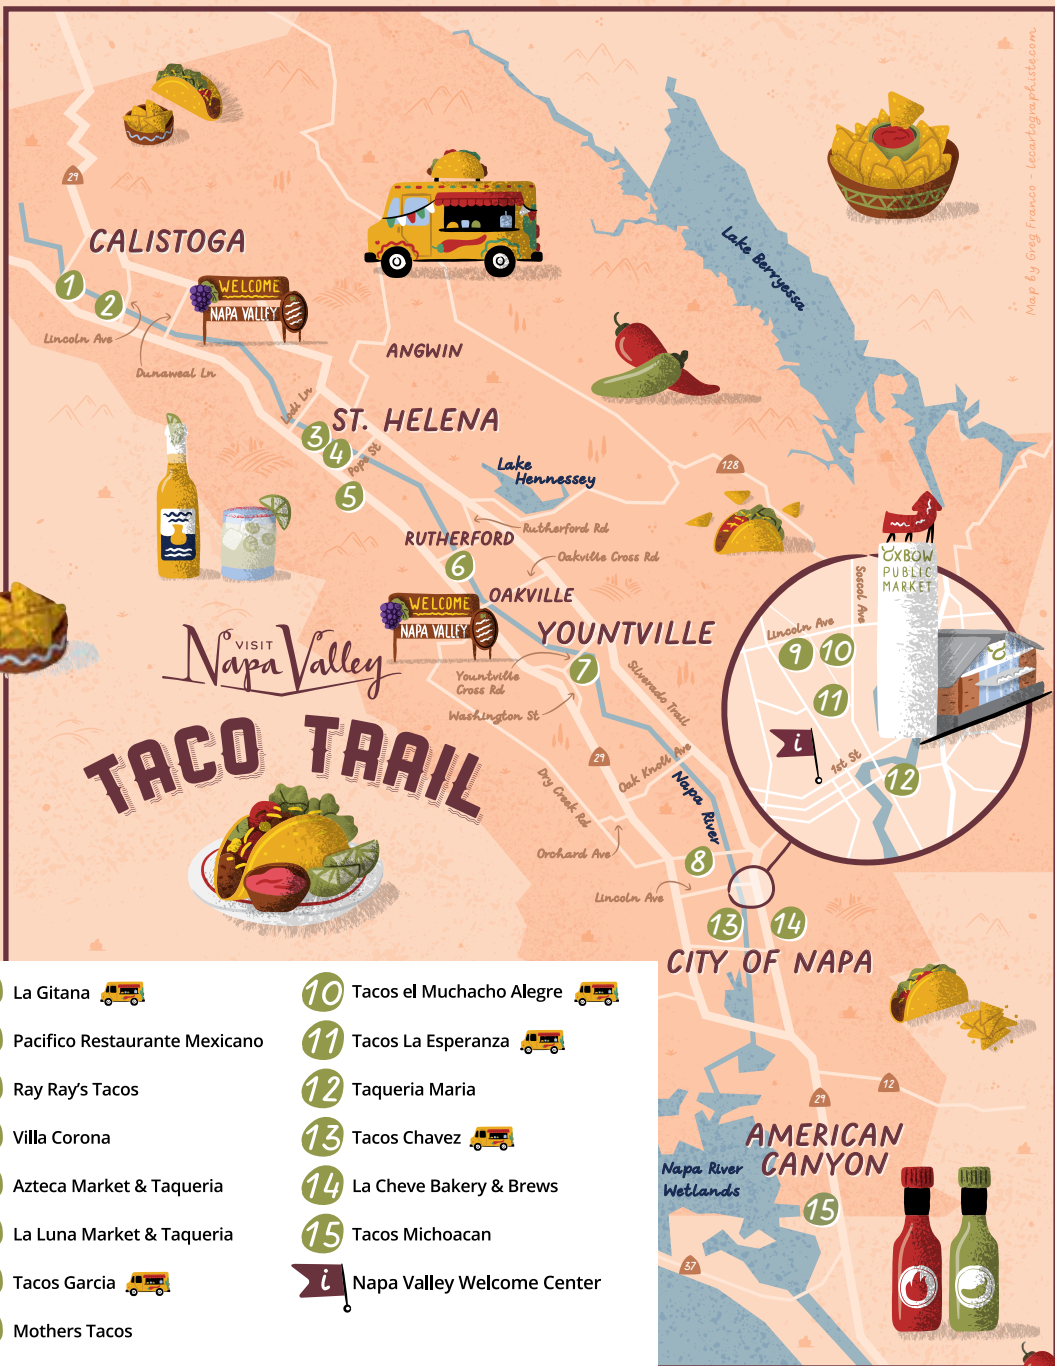 Map by Greg Franco - lecartographiste.com
29
CALISTOGA
1
2
Lincoln Ave
Dunaweal Ln
WELCOME
NAPA VALLEY
Lake Berryessa
ANGWIN
Lodi Ln
ST. HELENA
3
4
Pope St
5
Lake
Hennessey
128
Rutherford Rd
RUTHERFORD
Oakville Cross Rd
6
OAKVILLE
WELCOME
NAPA VALLEY
YOUNTVILLE
7
Yountville
Cross Rd
Washington St
Silverado Trail
OXBOW
PUBLIC
MARKET
Soscol Ave
Lincoln Ave
9
10
11
i
1st St
12
VISIT
Napa Valley
TACO TRAIL
29
Oak Knoll Ave
Napa River
Dry Creek Rd
Orchard Ave
8
Lincoln Ave
13
14
CITY OF NAPA
12
29
AMERICAN
CANYON
Napa River
Wetlands
15
37
La Gitana
Pacifico Restaurante Mexicano
Ray Ray's Tacos
Villa Corona
Azteca Market & Taqueria
La Luna Market & Taqueria
Tacos Garcia
Mothers Tacos
10 Tacos el Muchacho Alegre
11 Tacos La Esperanza
12 Taqueria Maria
13 Tacos Chavez
14 La Cheve Bakery & Brews
15 Tacos Michoacan
i Napa Valley Welcome Center